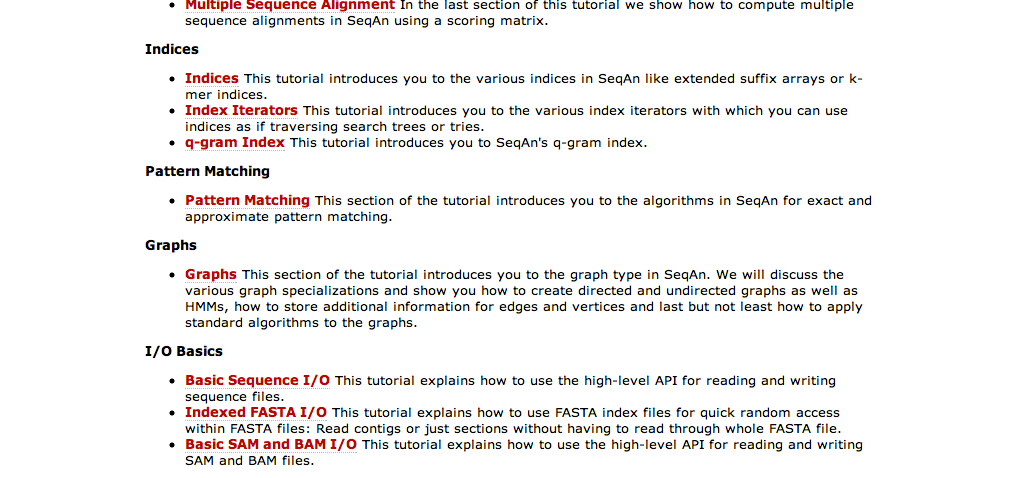 Multiple Sequence Alignment In the last section of this tutorial we show how to compute multiple
sequence alignments in SeqAn using a scoring matrix.
Indices
Indices This tutorial introduces you to the various indices in SeqAn like extended suffix arrays or k-
mer indices.
Index Iterators This tutorial introduces you to the various index iterators with which you can use
indices as if traversing search trees or tries.
q-gram Index This tutorial introduces you to SeqAn's q-gram index.
Pattern Matching
Pattern Matching This section of the tutorial introduces you to the algorithms in SeqAn for exact and
approximate pattern matching.
Graphs
Graphs This section of the tutorial introduces you to the graph type in SeqAn. We will discuss the
various graph specializations and show you how to create directed and undirected graphs as well as
HMMs, how to store additional information for edges and vertices and last but not least how to apply
standard algorithms to the graphs.
I/O Basics
Basic Sequence I/O This tutorial explains how to use the high-level API for reading and writing
sequence files.
Indexed FASTA I/O This tutorial explains how to use FASTA index files for quick random access
within FASTA files: Read contigs or just sections without having to read through whole FASTA file.
Basic SAM and BAM I/O This tutorial explains how to use the high-level API for reading and writing
SAM and BAM files.